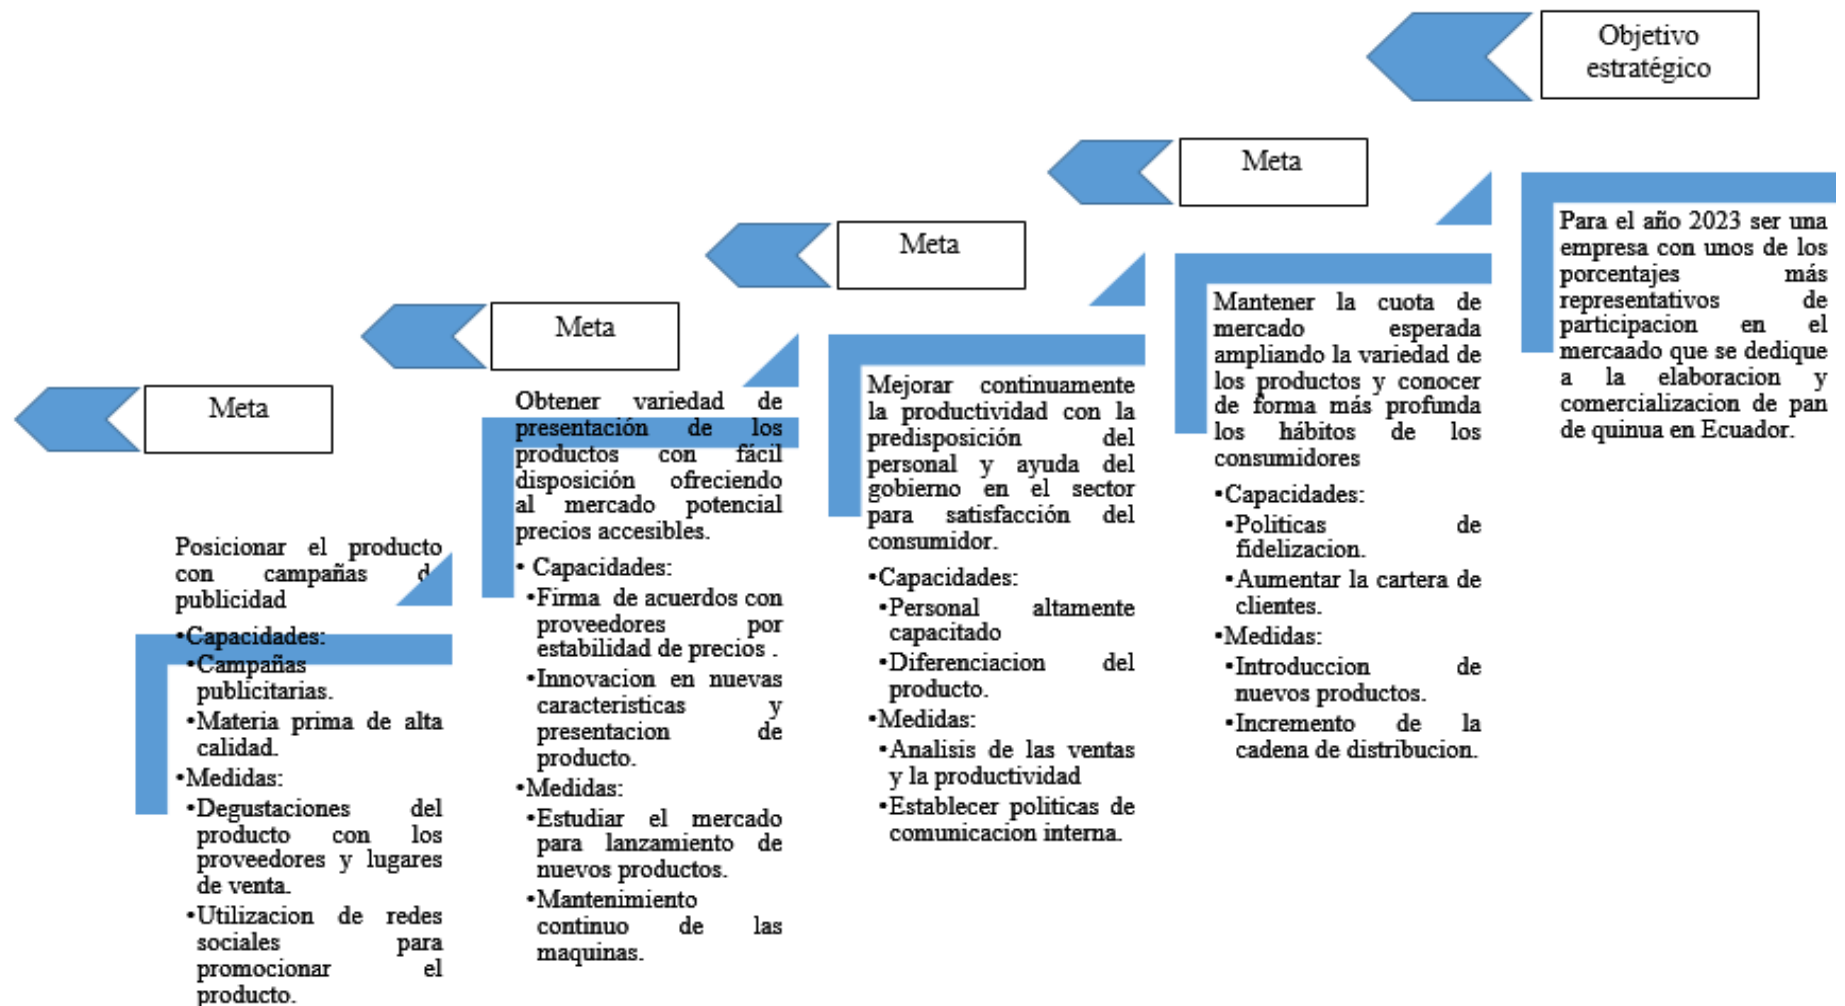 Objetivo
estratégico
Para el año 2023 ser una
empresa con unos de los
porcentajes más
representativos de
participacion en el
mercaado que se dedique
a la elaboracion y
comercializacion de pan
de quinua en Ecuador.
Meta
Mantener la cuota de
mercado esperada
ampliando la variedad de
los productos y conocer
de forma más profunda
los hábitos de los
consumidores
•Capacidades:
•Politicas de
fidelizacion.
•Aumentar la cartera de
clientes.
•Medidas:
•Introduccion de
nuevos productos.
•Incremento de la
cadena de distribucion.
Meta
Mejorar continuamente
la productividad con la
predisposición del
personal y ayuda del
gobierno en el sector
para satisfacción del
consumidor.
•Capacidades:
•Personal altamente
capacitado
•Diferenciacion del
producto.
•Medidas:
•Analisis de las ventas
y la productividad
•Establecer politicas de
comunicacion interna.
Meta
Obtener variedad de
presentación de los
productos con fácil
disposición ofreciendo
al mercado potencial
precios accesibles.
• Capacidades:
•Firma de acuerdos con
proveedores por
estabilidad de precios .
•Innovacion en nuevas
caracteristicas y
presentacion de
producto.
•Medidas:
•Estudiar el mercado
para lanzamiento de
nuevos productos.
•Mantenimiento
continuo de las
maquinas.
Meta
Posicionar el producto
con campañas
publicidad
•Capacidades:
•Campañas
publicitarias.
•Materia prima de alta
calidad.
•Medidas:
•Degustaciones del
producto con los
proveedores y lugares
de venta.
•Utilizacion de redes
sociales para
promocionar el
producto.